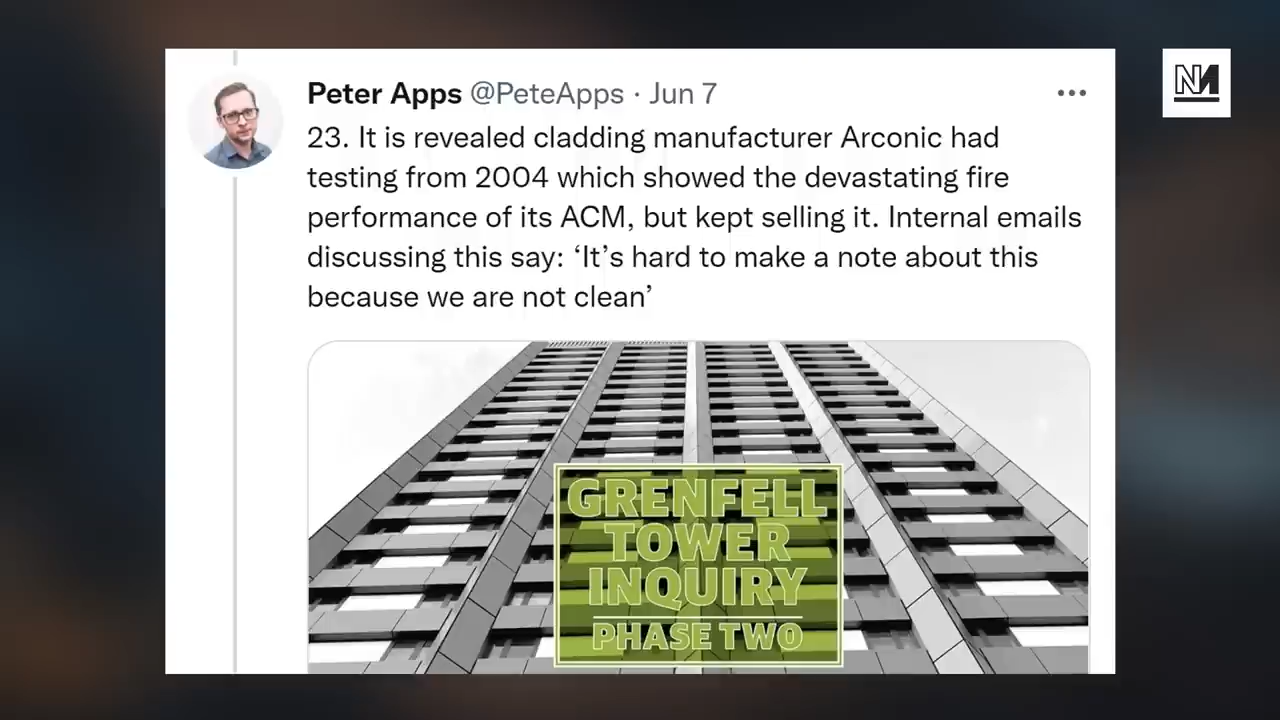 Peter Apps @PeteApps · Jun 7
23. It is revealed cladding manufacturer Arconic had
testing from 2004 which showed the devastating fire
performance of its ACM, but kept selling it. Internal emails
discussing this say: ‘It’s hard to make a note about this
because we are not clean’
GRENFELL
TOWER
INQUIRY
PHASE TWO
NM